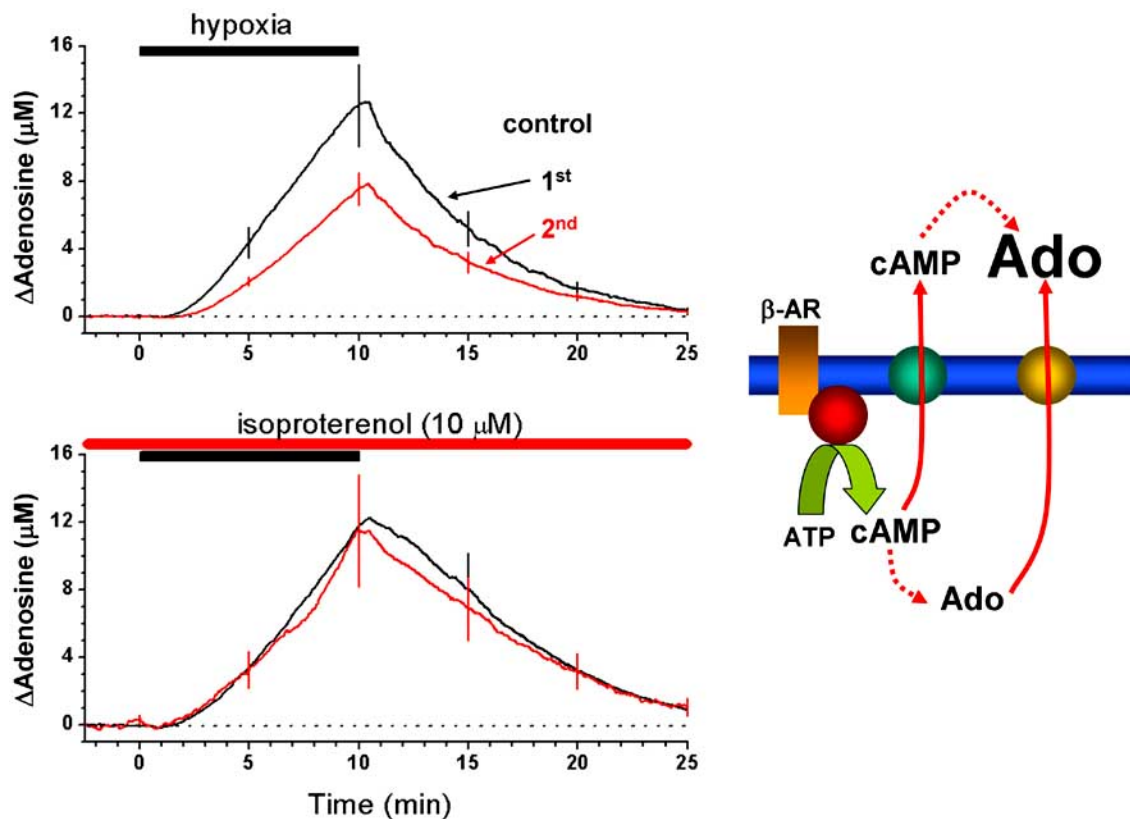 hypoxia
16
12
8
4
0
ΔAdenosine (μM)
control
1st
2nd
0 5 10 15 20 25
isoproterenol (10 μM)
16
12
8
4
0
ΔAdenosine (μM)
0 5 10 15 20 25
Time (min)
cAMP Ado
β-AR
ATP cAMP
Ado